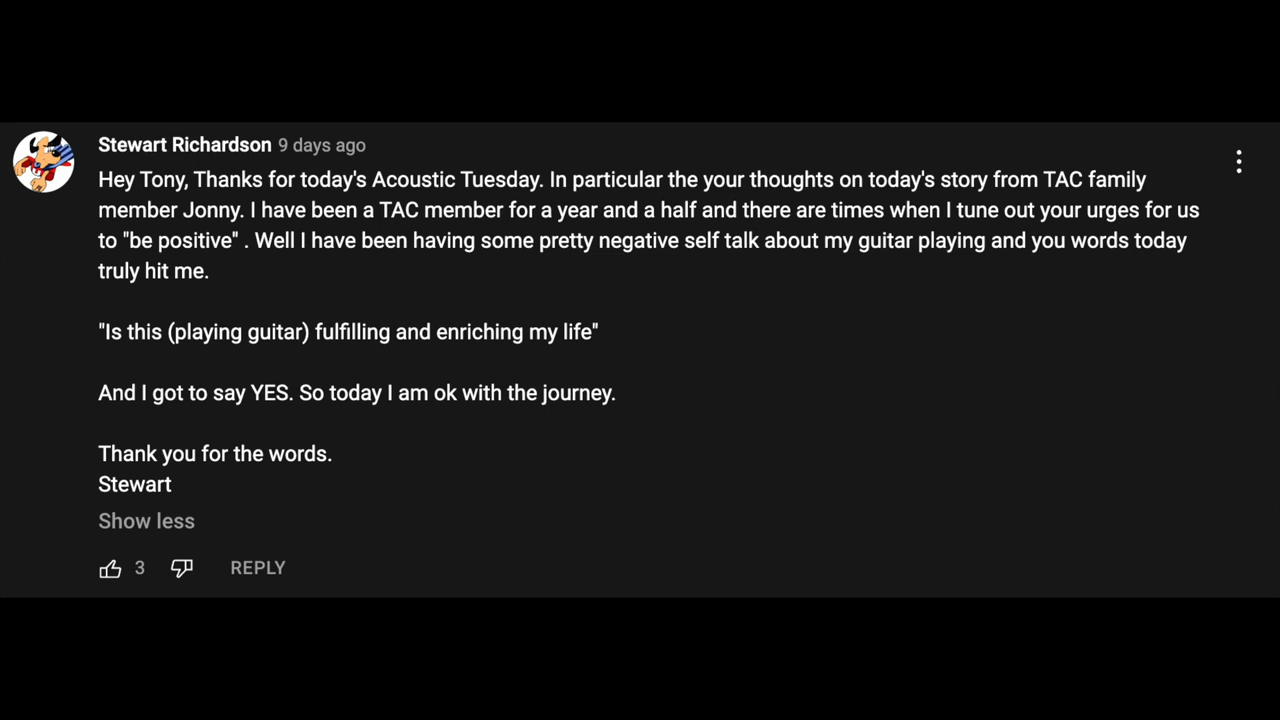 Stewart Richardson 9 days ago
Hey Tony, Thanks for today's Acoustic Tuesday. In particular the your thoughts on today's story from TAC family
member Jonny. I have been a TAC member for a year and a half and there are times when I tune out your urges for us
to "be positive" . Well I have been having some pretty negative self talk about my guitar playing and you words today
truly hit me.
"Is this (playing guitar) fulfilling and enriching my life"
And I got to say YES. So today I am ok with the journey.
Thank you for the words.
Stewart
Show less
3 REPLY